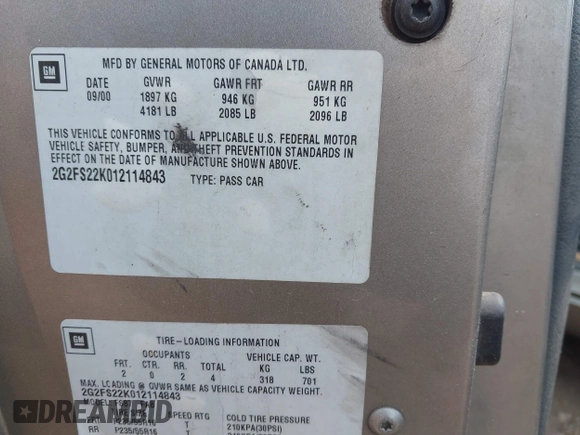 GM
MFD BY GENERAL MOTORS OF CANADA LTD.
DATE GVWR GAWR FRT GAWR RR
09/00 1897 KG 946 KG 951 KG
4181 LB 2085 LB 2096 LB
THIS VEHICLE CONFORMS TO ALL APPLICABLE U.S. FEDERAL MOTOR
VEHICLE SAFETY, BUMPER, AND THEFT PREVENTION STANDARDS IN
EFFECT ON THE DATE OF MANUFACTURE SHOWN ABOVE.
2G2FS22K012114843 TYPE: PASS CAR
GM
TIRE-LOADING INFORMATION
OCCUPANTS VEHICLE CAP. WT.
FRT. CTR. RR. TOTAL KG LBS
2 0 2 4 318 701
MAX. LOADING @ GVWR SAME AS VEHICLE CAPACITY WEIGHT.
2G2FS22K012114843
SPEED RTG COLD TIRE PRESSURE
P235/55R16 T 210KPA(30PSI)
RR P235/55R16 T
RAREDREAM.COM